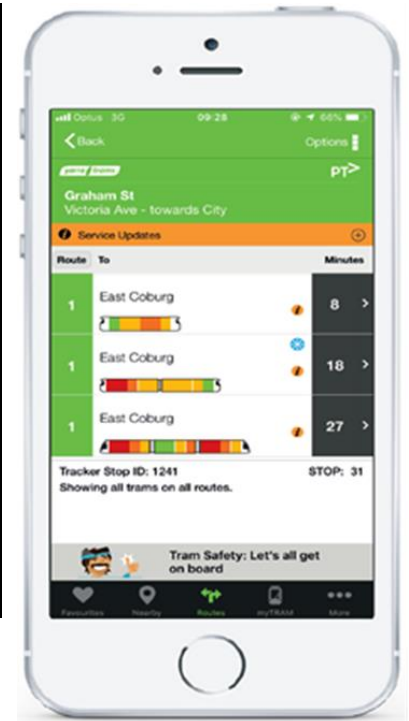 Optus 3G 09:28 66%
Back Options
yarra trams PT>
Graham St
Victoria Ave - towards City
Service Updates
Route To Minutes
1 East Coburg 8
1 East Coburg 18
1 East Coburg 27
Tracker Stop ID: 1241 STOP: 31
Showing all trams on all routes.
Tram Safety: Let's all get
on board
Favourites Nearby Routes myTRAM More